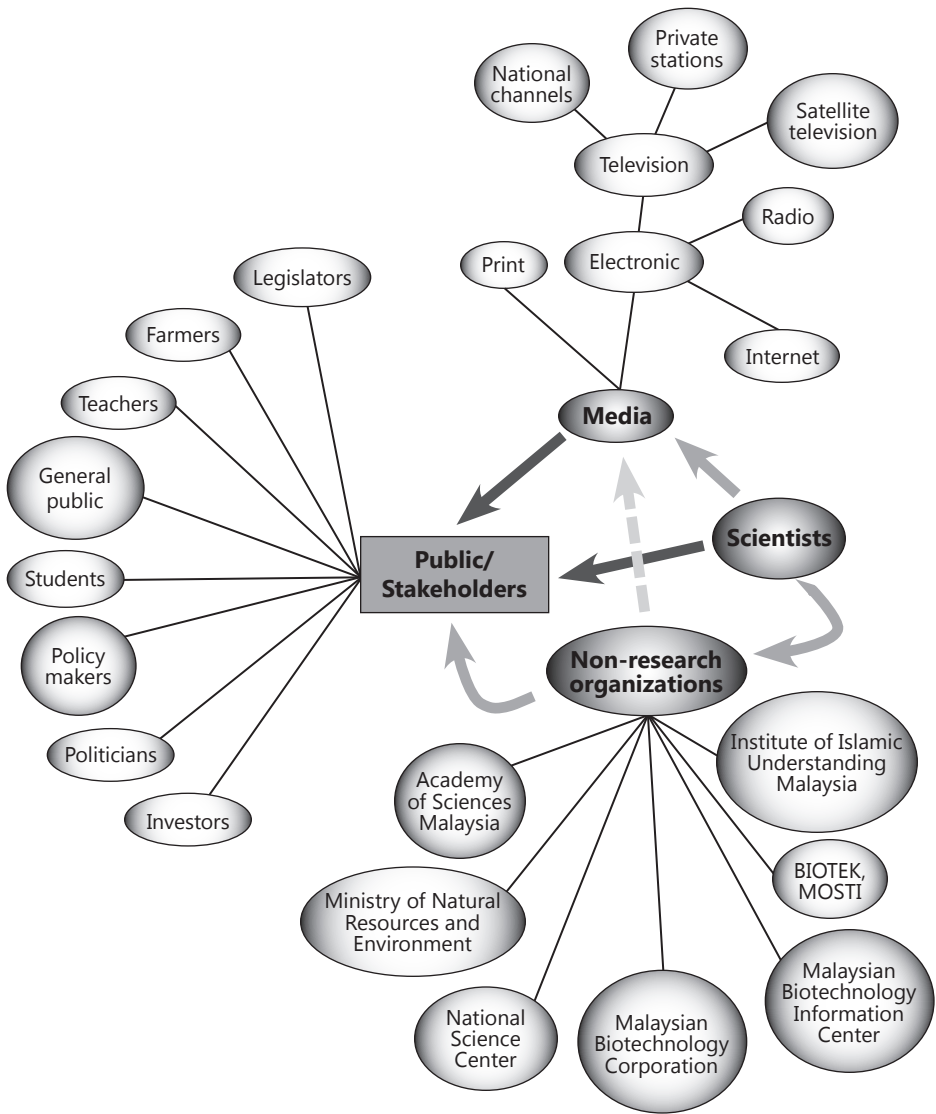 Private
stations
National
channels
Satellite
television
Television
Radio
Print
Electronic
Legislators
Farmers
Internet
Teachers
Media
General
public
Scientists
Public/
Stakeholders
Students
Policy
makers
Non-research
organizations
Politicians
Institute of Islamic
Understanding
Malaysia
Academy
of Sciences
Malaysia
Investors
BIOTEK,
MOSTI
Ministry of Natural
Resources and
Environment
Malaysian
Biotechnology
Information
Center
National
Science
Center
Malaysian
Biotechnology
Corporation